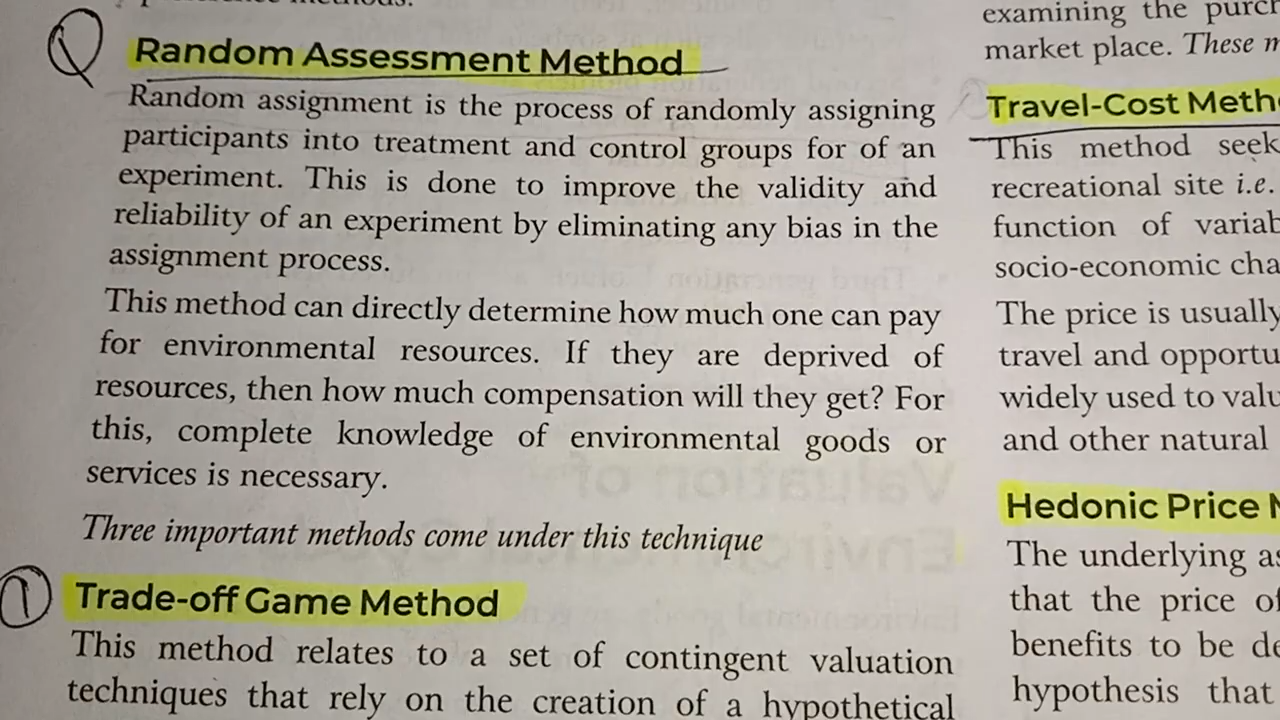 Random Assessment Method
Random assignment is the process of randomly assigning
participants into treatment and control groups for of an
experiment. This is done to improve the validity and
reliability of an experiment by eliminating any bias in the
assignment process.
This method can directly determine how much one can pay
for environmental resources. If they are deprived of
resources, then how much compensation will they get? For
this, complete knowledge of environmental goods or
services is necessary.
Three important methods come under this technique
1
Trade-off Game Method
This method relates to a set of contingent valuation
techniques that rely on the creation of a hypothetical
examining the
market place. These
Travel-Cost
This method
recreational site i.e.
function of
socio-economic
The price is usually
travel and
widely used to
and other natural
Hedonic Price
The underlying
that the price
benefits to be
hypothesis that